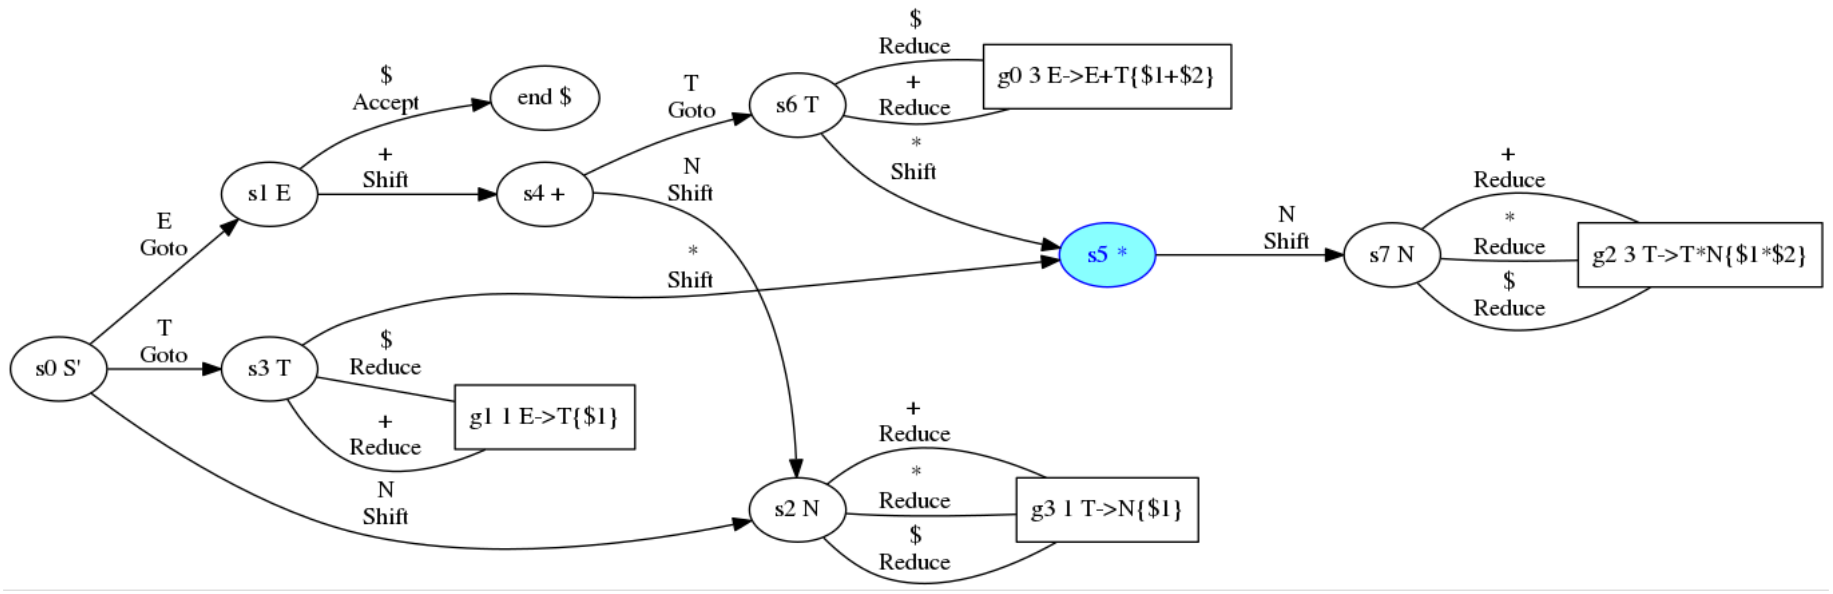 $
Reduce
g0 3 E->E+T{$1+$2}
+
Reduce
s6 T
T
Goto
$
Accept
end $
*
Shift
+
Shift
s1 E
s4 +
N
Shift
+
Reduce
E
Goto
N
Shift
*
Reduce
s5 *
s7 N
g2 3 T->T*N{$1*$2}
*
Shift
$
Reduce
T
Goto
s0 S'
s3 T
$
Reduce
g1 1 E->T{$1}
+
Reduce
+
Reduce
N
Shift
*
Reduce
s2 N
g3 1 T->N{$1}
$
Reduce